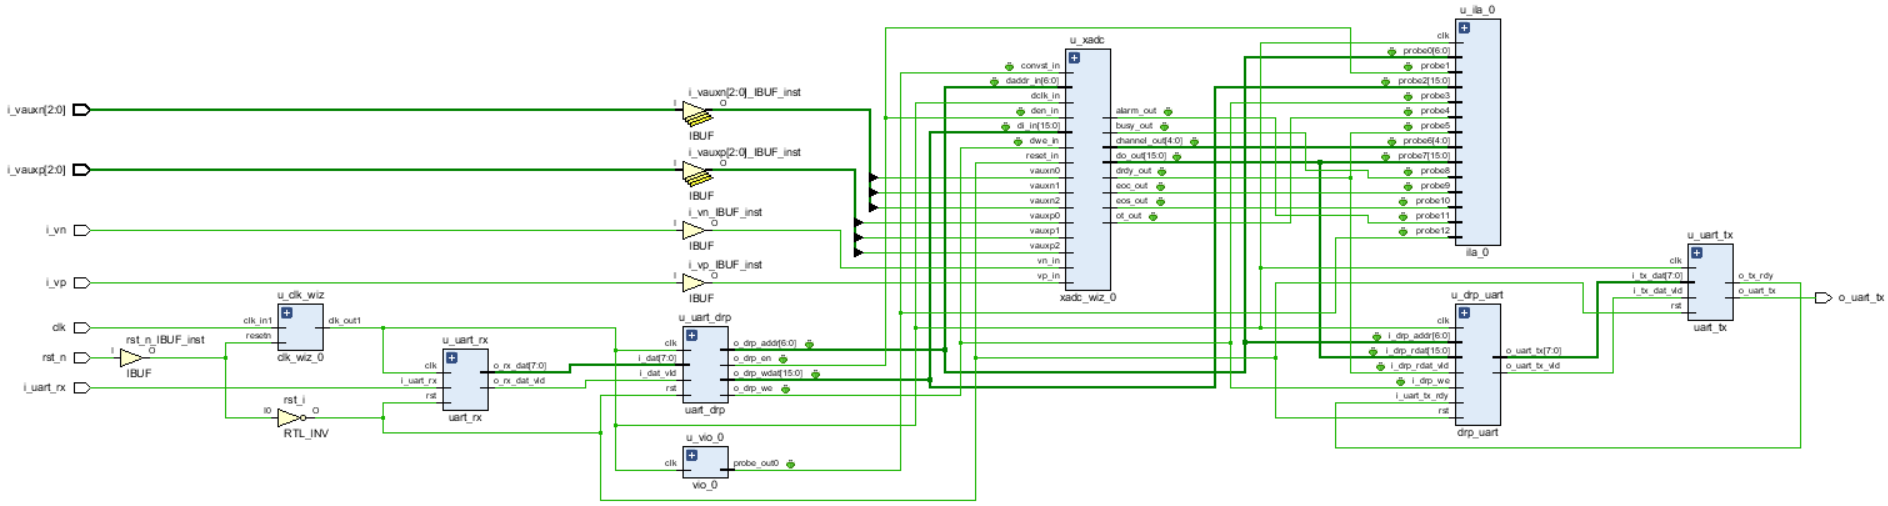 i_vauxn[2:0]
i_vauxp[2:0]
i_vn
i_vp
clk
rst_n
i_uart_rx
I
rst_n_IBUF_inst
O
IBUF
u_clk_wiz
clk_in1
resetn
clk_out1
clk_wiz_0
rst_i
I0
O
RTL_INV
u_uart_rx
clk
i_uart_rx
rst
o_rx_dat[7:0]
o_rx_dat_vld
uart_rx
i_vauxn[2:0]_IBUF_inst
I
O
IBUF
i_vauxp[2:0]_IBUF_inst
I
O
IBUF
i_vn_IBUF_inst
I
O
IBUF
i_vp_IBUF_inst
I
O
IBUF
u_uart_drp
clk
i_dat[7:0]
i_dat_vld
rst
o_drp_addr[6:0]
o_drp_en
o_drp_wdat[15:0]
o_drp_we
uart_drp
u_vio_0
clk
probe_out0
vio_0
u_xadc
convst_in
daddr_in[6:0]
dclk_in
den_in
di_in[15:0]
dwe_in
reset_in
vauxn0
vauxn1
vauxn2
vauxp0
vauxp1
vauxp2
vn_in
vp_in
alarm_out
busy_out
channel_out[4:0]
do_out[15:0]
drdy_out
eoc_out
eos_out
ot_out
xadc_wiz_0
u_ila_0
clk
probe0[6:0]
probe1
probe2[15:0]
probe3
probe4
probe5
probe6[4:0]
probe7[15:0]
probe8
probe9
probe10
probe11
probe12
ila_0
u_drp_uart
clk
i_drp_addr[6:0]
i_drp_rdat[15:0]
i_drp_rdat_vld
i_drp_we
i_uart_tx_rdy
rst
o_uart_tx[7:0]
o_uart_tx_vld
drp_uart
u_uart_tx
clk
i_tx_dat[7:0]
i_tx_dat_vld
rst
o_tx_rdy
o_uart_tx
uart_tx
o_uart_tx